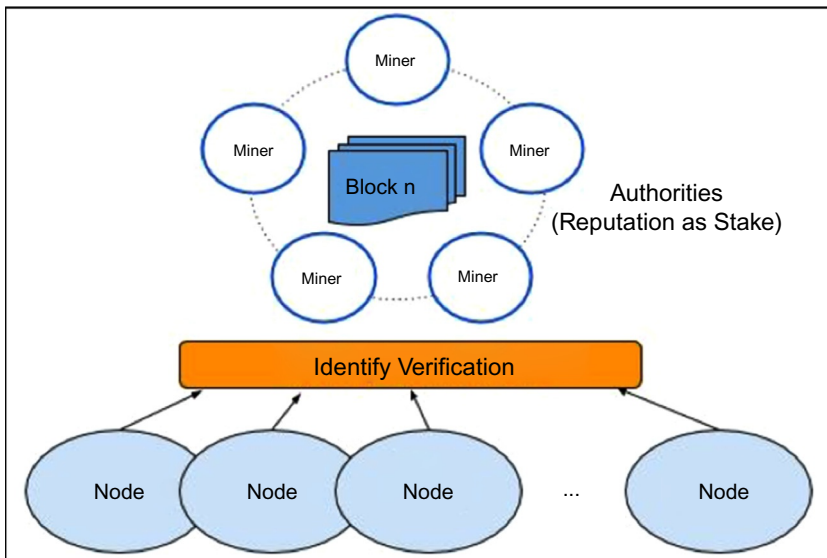 Miner
Miner
Miner
Block n
Authorities
(Reputation as Stake)
Miner
Miner
Identify Verification
Node
Node
Node
...
Node